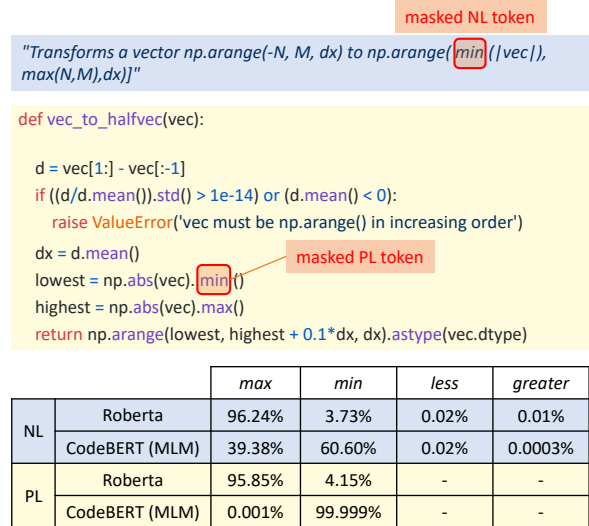 masked NL token
"Transforms a vector np.arange(-N, M, dx) to np.arange( min (|vec|),
max(N,M),dx)]"
def vec_to_halfvec(vec):
d = vec[1:] - vec[:-1]
if ((d/d.mean()).std() > 1e-14) or (d.mean() < 0):
raise ValueError('vec must be np.arange() in increasing order')
dx = d.mean()
masked PL token
lowest = np.abs(vec).min()
highest = np.abs(vec).max()
return np.arange(lowest, highest + 0.1*dx, dx).astype(vec.dtype)
max min less greater
NL Roberta 96.24% 3.73% 0.02% 0.01%
CodeBERT (MLM) 39.38% 60.60% 0.02% 0.0003%
PL Roberta 95.85% 4.15% - -
CodeBERT (MLM) 0.001% 99.999% - -